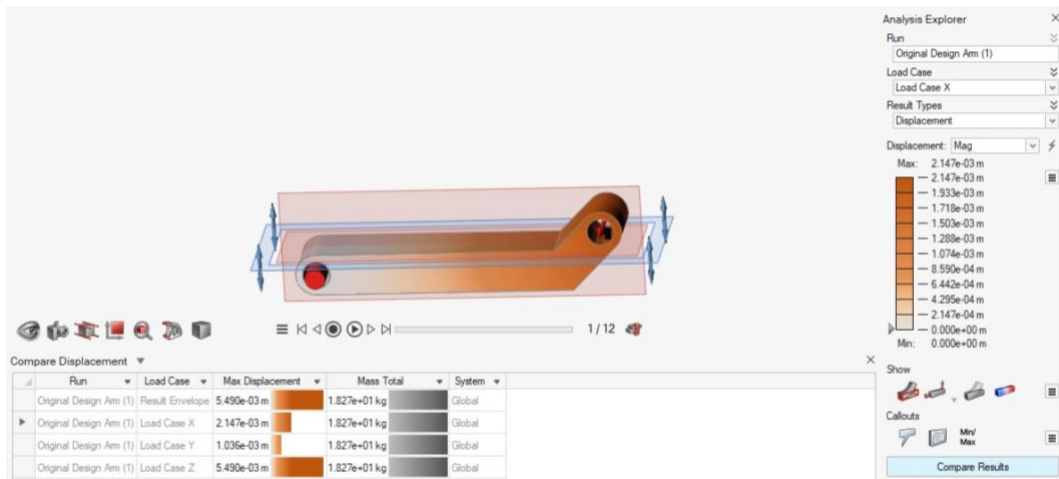 Analysis Explorer
Run
Original Design Arm (1)
Load Case
Load Case X
Result Types
Displacement
Displacement: Mag
Max: 2.147e-03 m
2.147e-03 m
1.933e-03 m
1.718e-03 m
1.503e-03 m
1.288e-03 m
1.074e-03 m
8.590e-04 m
6.442e-04 m
4.295e-04 m
2.147e-04 m
0.000e+00 m
Min: 0.000e+00 m
Show
Callouts
Min/
Max
Compare Results
1 / 12
Compare Displacement
Run Load Case Max Displacement Mass Total System
Original Design Arm (1) Result Envelope 5.490e-03 m 1.827e+01 kg Global
Original Design Arm (1) Load Case X 2.147e-03 m 1.827e+01 kg Global
Original Design Arm (1) Load Case Y 1.036e-03 m 1.827e+01 kg Global
Original Design Arm (1) Load Case Z 5.490e-03 m 1.827e+01 kg Global